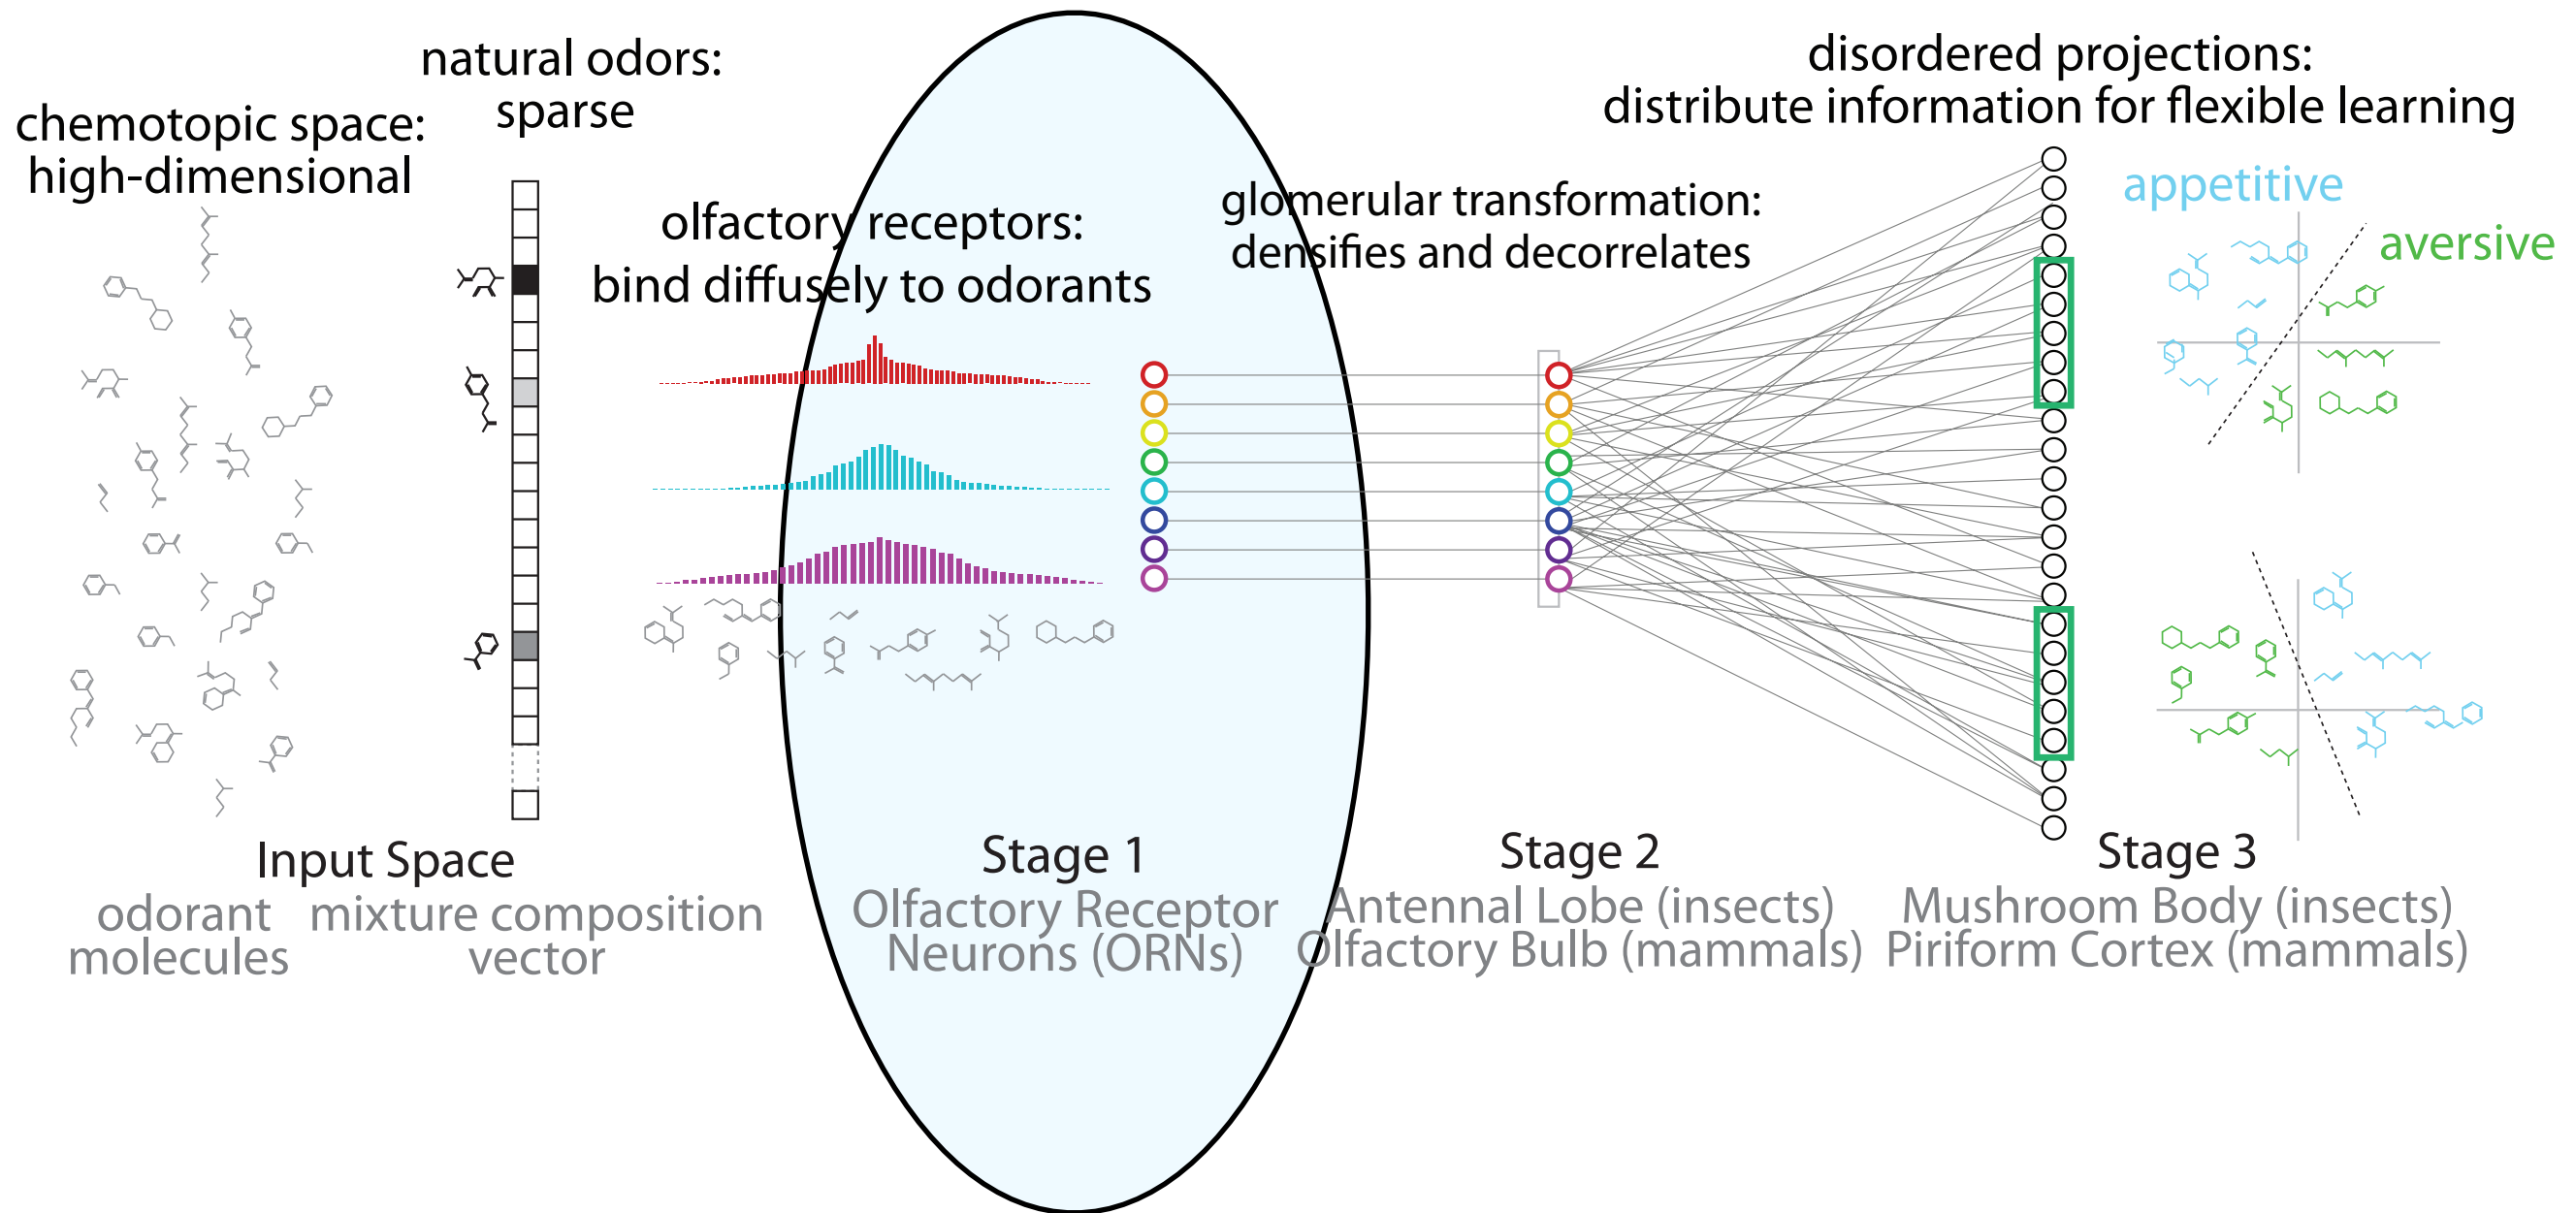 chemotopic space:
high-dimensional
natural odors:
sparse
olfactory receptors:
bind diffusely to odorants
glomerular transformation:
densifies and decorrelates
disordered projections:
distribute information for flexible learning
appetitive
aversive
Input Space
odorant
molecules
mixture composition
vector
Stage 1
Olfactory Receptor
Neurons (ORNs)
Stage 2
Antennal Lobe (insects)
Olfactory Bulb (mammals)
Stage 3
Mushroom Body (insects)
Piriform Cortex (mammals)